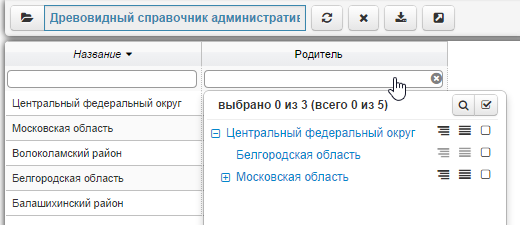 Древовидный справочник административ
Название
Родитель
выбрано 0 из 3 (всего 0 из 5)
Центральный федеральный округ
Московская область
Волоколамский район
Белгородская область
Балашихинский район
Центральный федеральный округ
Белгородская область
Московская область